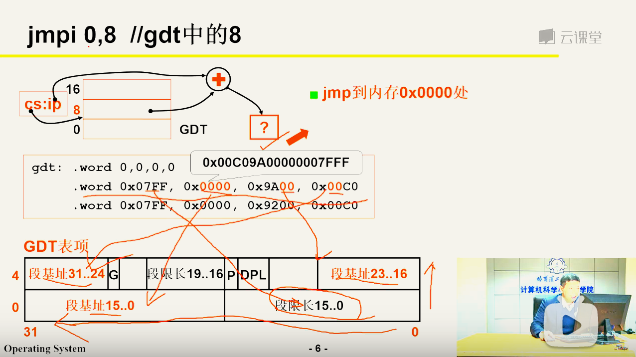 jmpi 0,8 //gdt中的8
云课堂
16
cs:ip
8
0
GDT
?
jmp到内存0x0000处
0x00C09A00000007FFF
gdt: .word 0,0,0,0
.word 0x07FF, 0x0000, 0x9A00, 0x00C0
.word 0x07FF, 0x0000, 0x9200, 0x00C0
GDT表项
4
段基址31..24
G
段限长19..16
P
DPL
段基址23..16
0
段基址15..0
段限长15..0
31
0
计算机科学
学院
Operating System
- 6 -